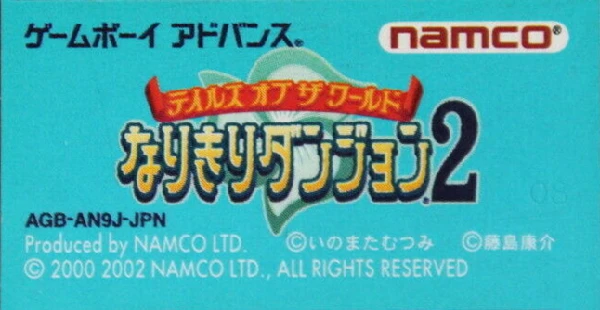 ゲームボーイ アドバンス®
namco®
テイルズ オブ ザ ワールド
なりきりダンジョン®2
08
AGB-AN9J-JPN
Produced by NAMCO LTD. ©いのまたむつみ ©藤島康介
© 2000 2002 NAMCO LTD., ALL RIGHTS RESERVED